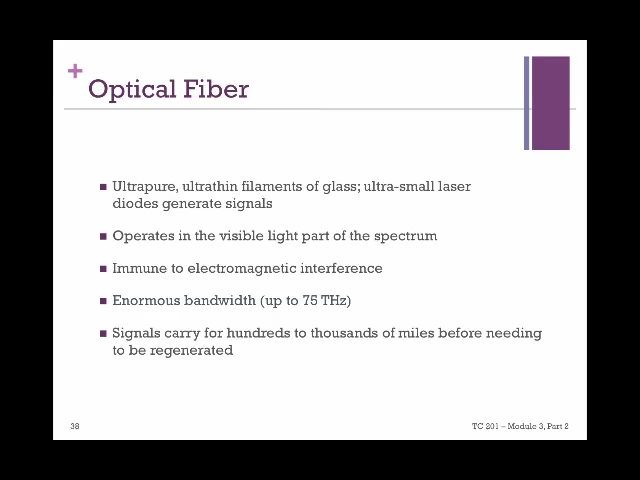 +
Optical Fiber
■ Ultrapure, ultrathin filaments of glass; ultra-small laser
diodes generate signals
■ Operates in the visible light part of the spectrum
■ Immune to electromagnetic interference
■ Enormous bandwidth (up to 75 THz)
■ Signals carry for hundreds to thousands of miles before needing
to be regenerated
38
TC 201 – Module 3, Part 2